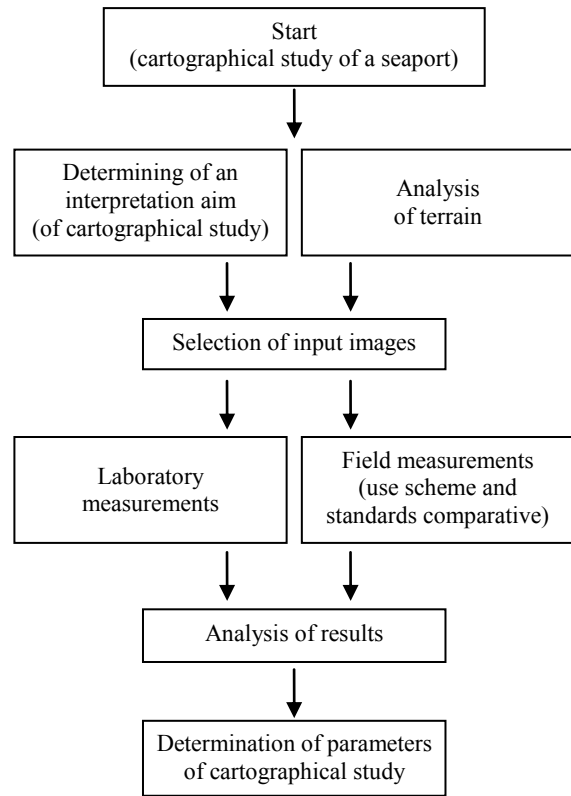 Start
(cartographical study of a seaport)
Determining of an
interpretation aim
(of cartographical study)
Analysis
of terrain
Selection of input images
Laboratory
measurements
Field measurements
(use scheme and
standards comparative)
Analysis of results
Determination of parameters
of cartographical study